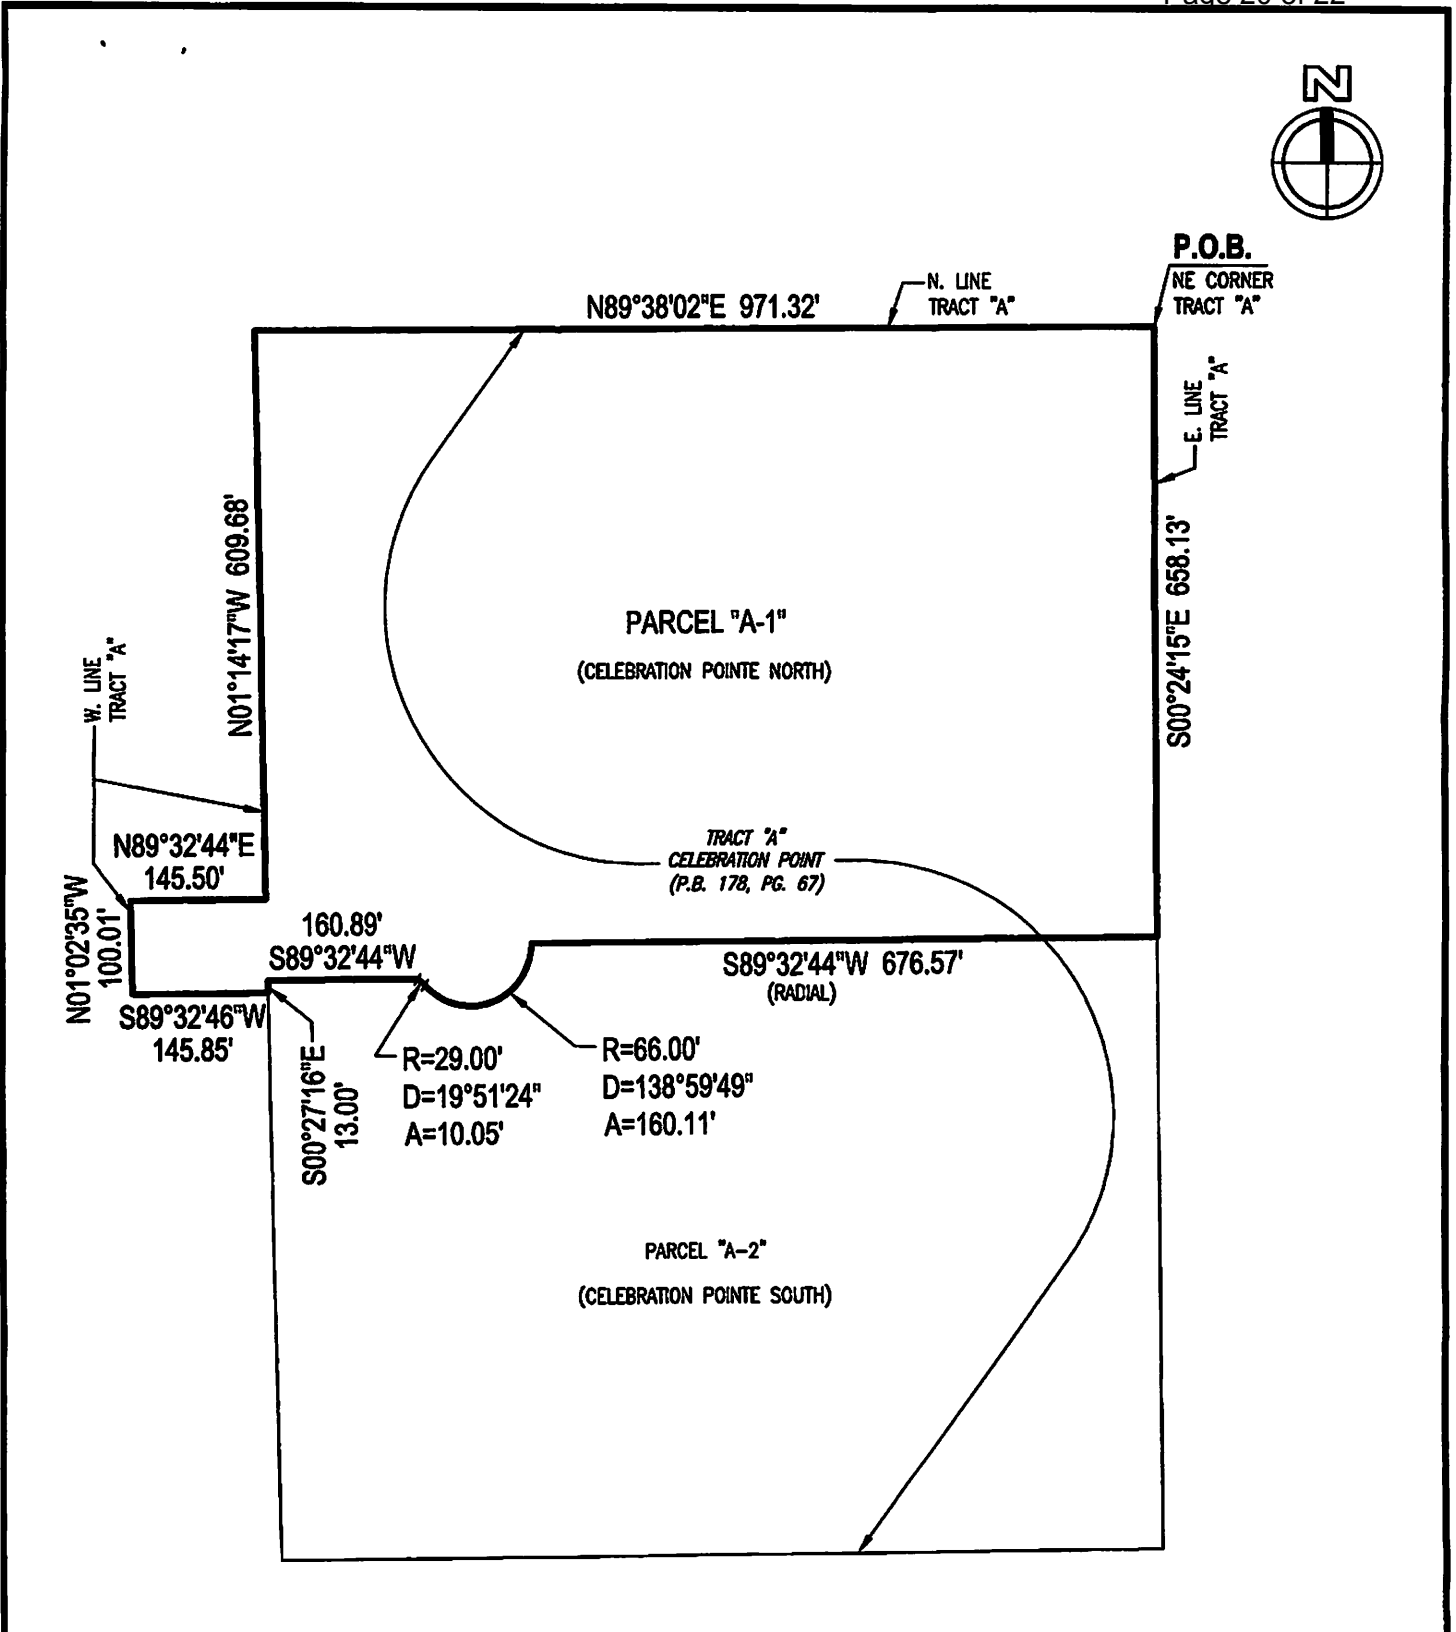 Page 20 of 22
N
P.O.B.
NE CORNER
TRACT "A"
N. LINE
TRACT "A"
N89°38'02"E 971.32'
E. LINE
TRACT "A"
S00°24'15"E 658.13'
N01°14'17"W 609.68'
PARCEL "A-1"
(CELEBRATION POINTE NORTH)
W. LINE
TRACT "A"
TRACT "A"
CELEBRATION POINT
(P.B. 178, PG. 67)
N89°32'44"E
145.50'
N01°02'35"W
100.01'
160.89'
S89°32'44"W
S89°32'44"W 676.57'
(RADIAL)
S89°32'46"W
145.85'
S00°27'16"E
13.00'
R=29.00'
D=19°51'24"
A=10.05'
R=66.00'
D=138°59'49"
A=160.11'
PARCEL "A-2"
(CELEBRATION POINTE SOUTH)